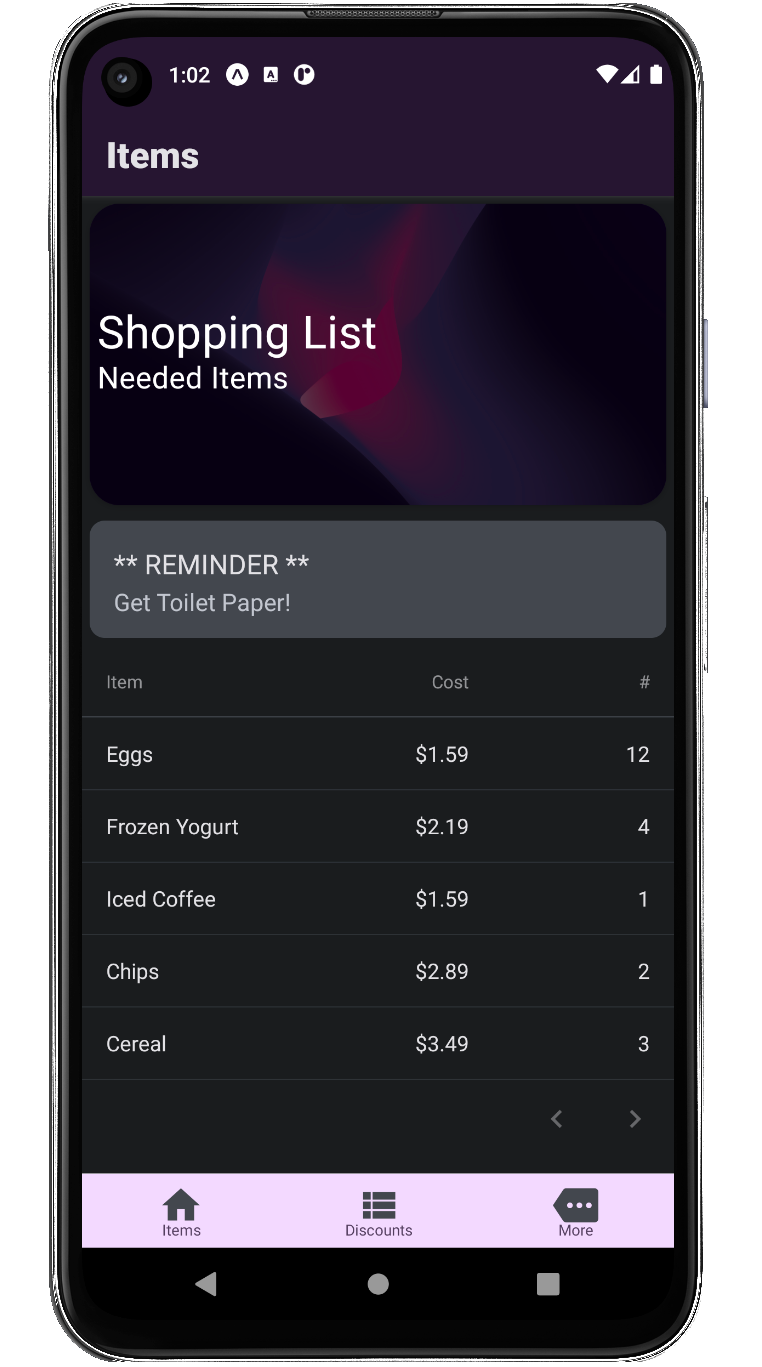 1:02
Items
Shopping List
Needed Items
** REMINDER **
Get Toilet Paper!
Item Cost #
Eggs $1.59 12
Frozen Yogurt $2.19 4
Iced Coffee $1.59 1
Chips $2.89 2
Cereal $3.49 3
Items Discounts More